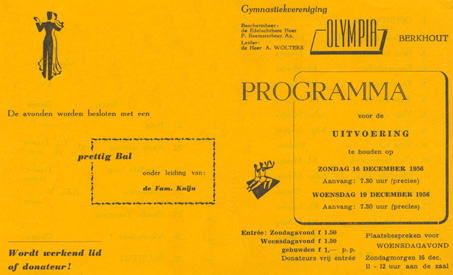 De avonden worden besloten met een
prettig Bal
onder leiding van:
de Fam. Knijn
Wordt werkend lid
of donateur!
Gymnastiekvereniging
Beschermheer:
de Edelachtbare Heer
Leider:
de Heer A. WOLTERS
OLYMPIA
BERKHOUT
PROGRAMMA
voor de
UITVOERING
te houden op
ZONDAG 16 DECEMBER 1956
Aanvang: 7.30 uur (precies)
WOENSDAG 19 DECEMBER 1956
Aanvang: 7.30 uur (precies)
Entrée: Zondagavond f 1.50
Woensdagavond f 1.50
gehuwden f 1,— p. p.
Donateurs vrij entrée
Plaatsbespreken voor
WOENSDAGAVOND
Zondagmorgen 16 dec.
11 - 12 uur aan de zaal